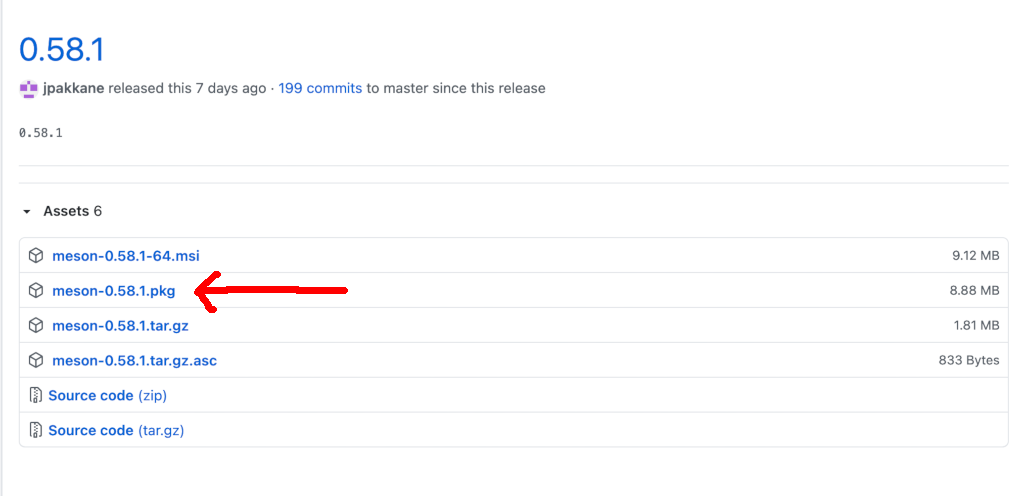 0.58.1
jpakkane released this 7 days ago · 199 commits to master since this release
0.58.1
Assets 6
meson-0.58.1-64.msi 9.12 MB
meson-0.58.1.pkg 8.88 MB
meson-0.58.1.tar.gz 1.81 MB
meson-0.58.1.tar.gz.asc 833 Bytes
Source code (zip)
Source code (tar.gz)